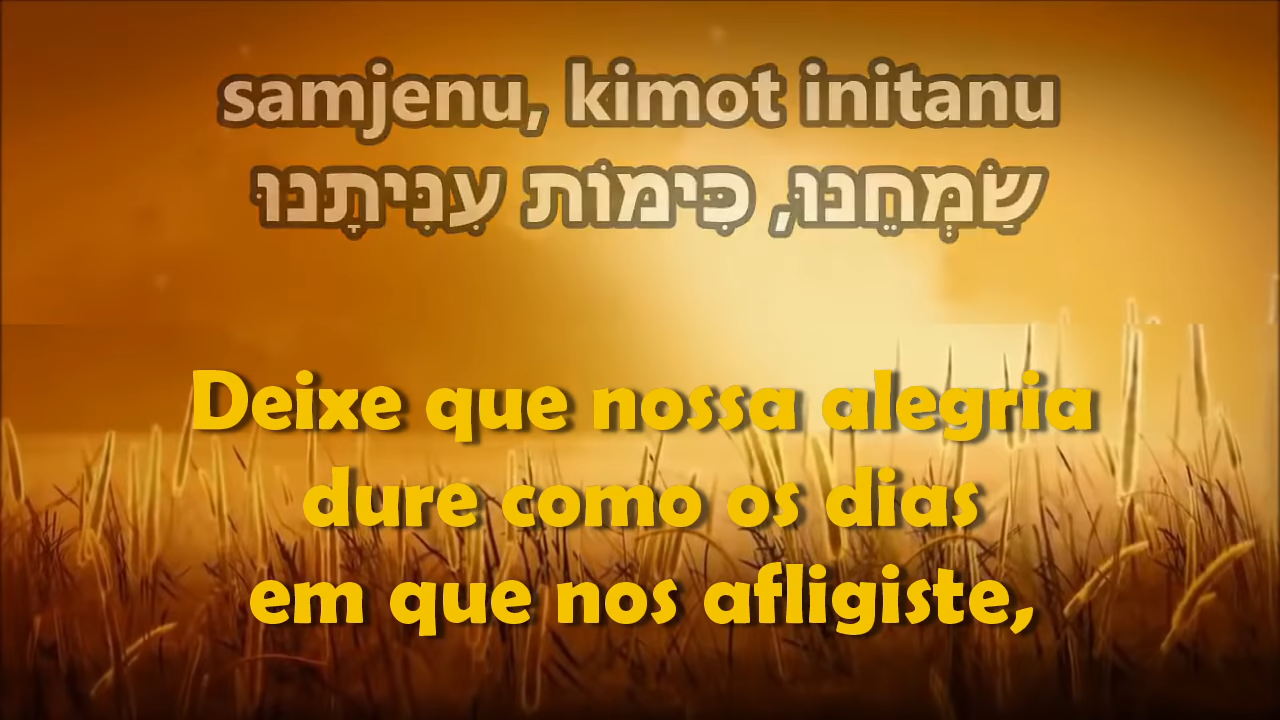 samjenu, kimot initanu
שַׂמְּחֵנוּ, כִּימוֹת עִנִּיתָנוּ
Deixe que nossa alegria
dure como os dias
em que nos afligiste,